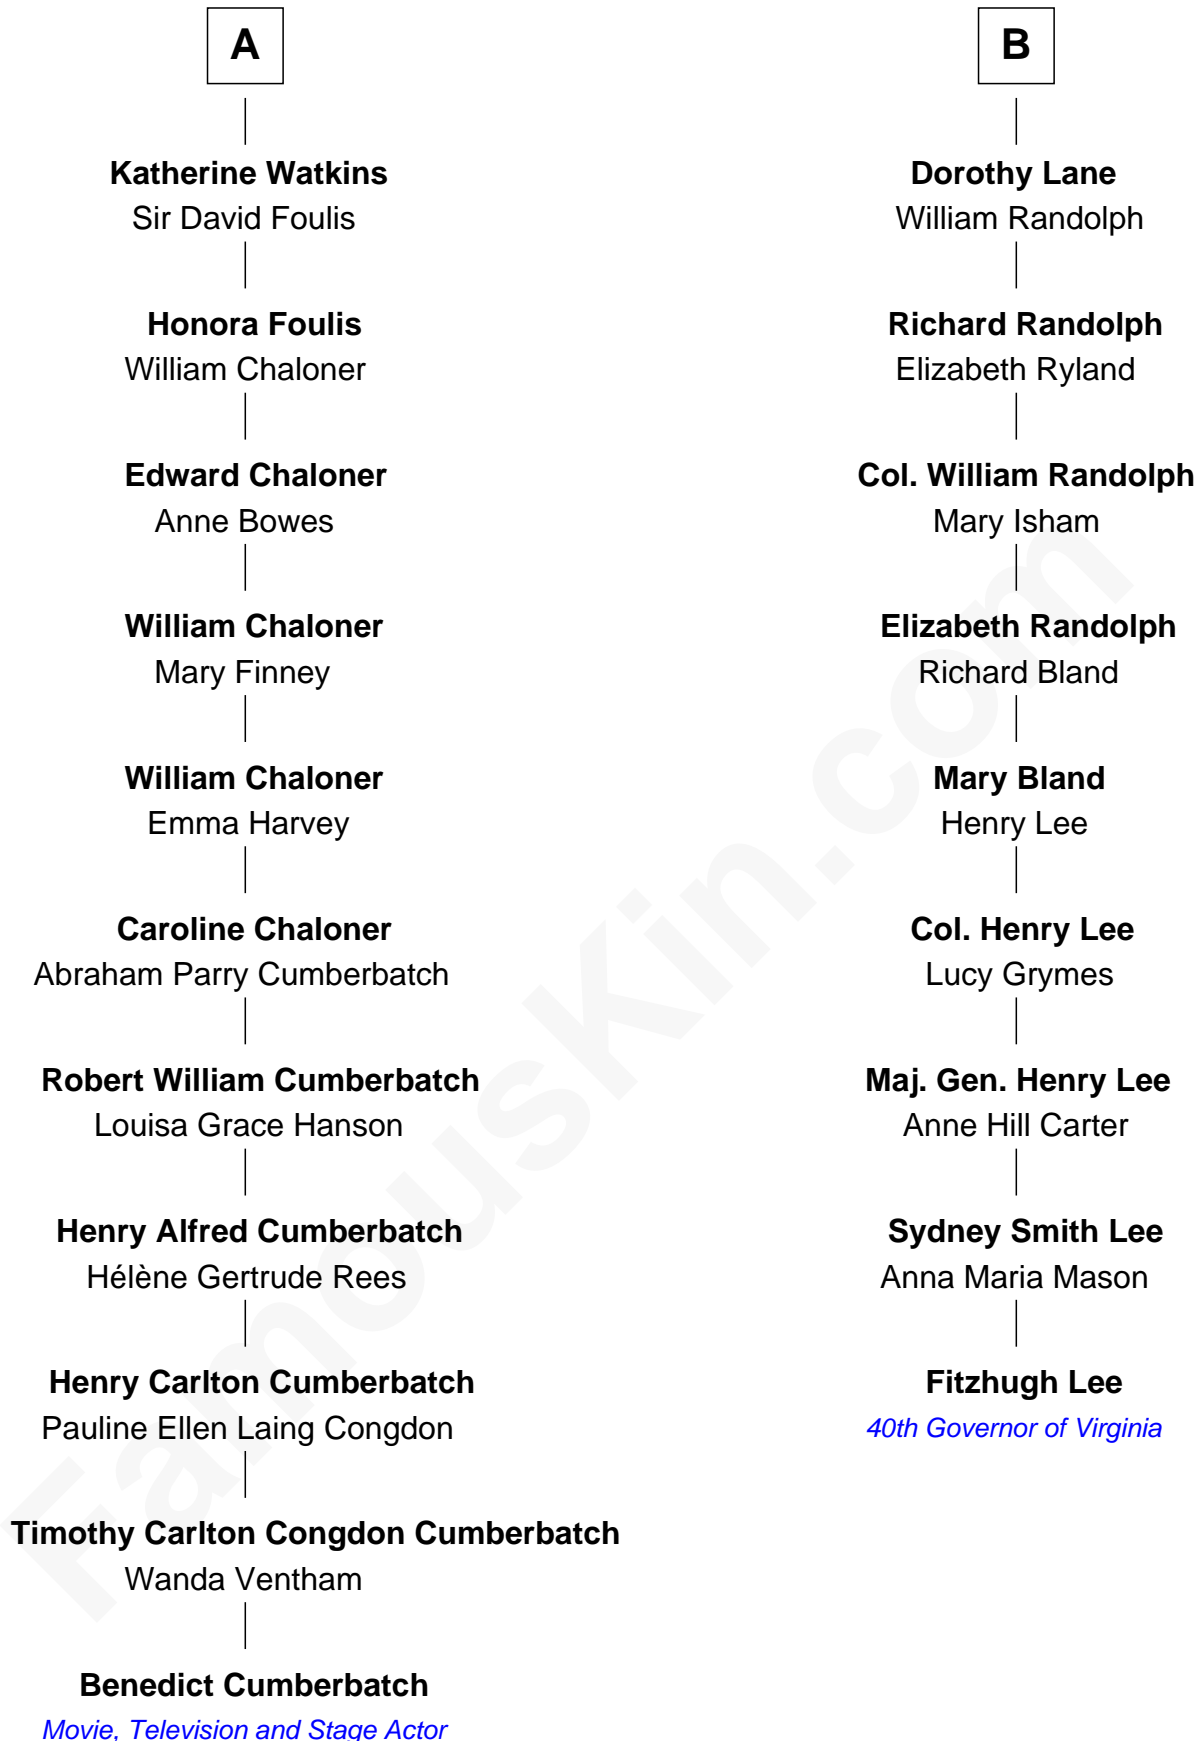 A
Katherine Watkins
Sir David Foulis
Honora Foulis
William Chaloner
Edward Chaloner
Anne Bowes
William Chaloner
Mary Finney
William Chaloner
Emma Harvey
Caroline Chaloner
Abraham Parry Cumberbatch
Robert William Cumberbatch
Louisa Grace Hanson
Henry Alfred Cumberbatch
Hélène Gertrude Rees
Henry Carlton Cumberbatch
Pauline Ellen Laing Congdon
Timothy Carlton Congdon Cumberbatch
Wanda Ventham
Benedict Cumberbatch
Movie, Television and Stage Actor
B
Dorothy Lane
William Randolph
Richard Randolph
Elizabeth Ryland
Col. William Randolph
Mary Isham
Elizabeth Randolph
Richard Bland
Mary Bland
Henry Lee
Col. Henry Lee
Lucy Grymes
Maj. Gen. Henry Lee
Anne Hill Carter
Sydney Smith Lee
Anna Maria Mason
Fitzhugh Lee
40th Governor of Virginia
FamousKin.com